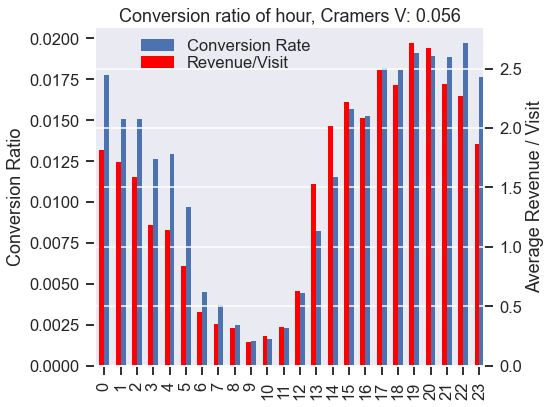 Conversion ratio of hour, Cramers V: 0.056
Conversion Rate
Revenue/Visit
Conversion Ratio
0.0200
0.0175
0.0150
0.0125
0.0100
0.0075
0.0050
0.0025
0.0000
2.5
2.0
1.5
1.0
0.5
0.0
Average Revenue / Visit
0 1 2 3 4 5 6 7 8 9 10 11 12 13 14 15 16 17 18 19 20 21 22 23